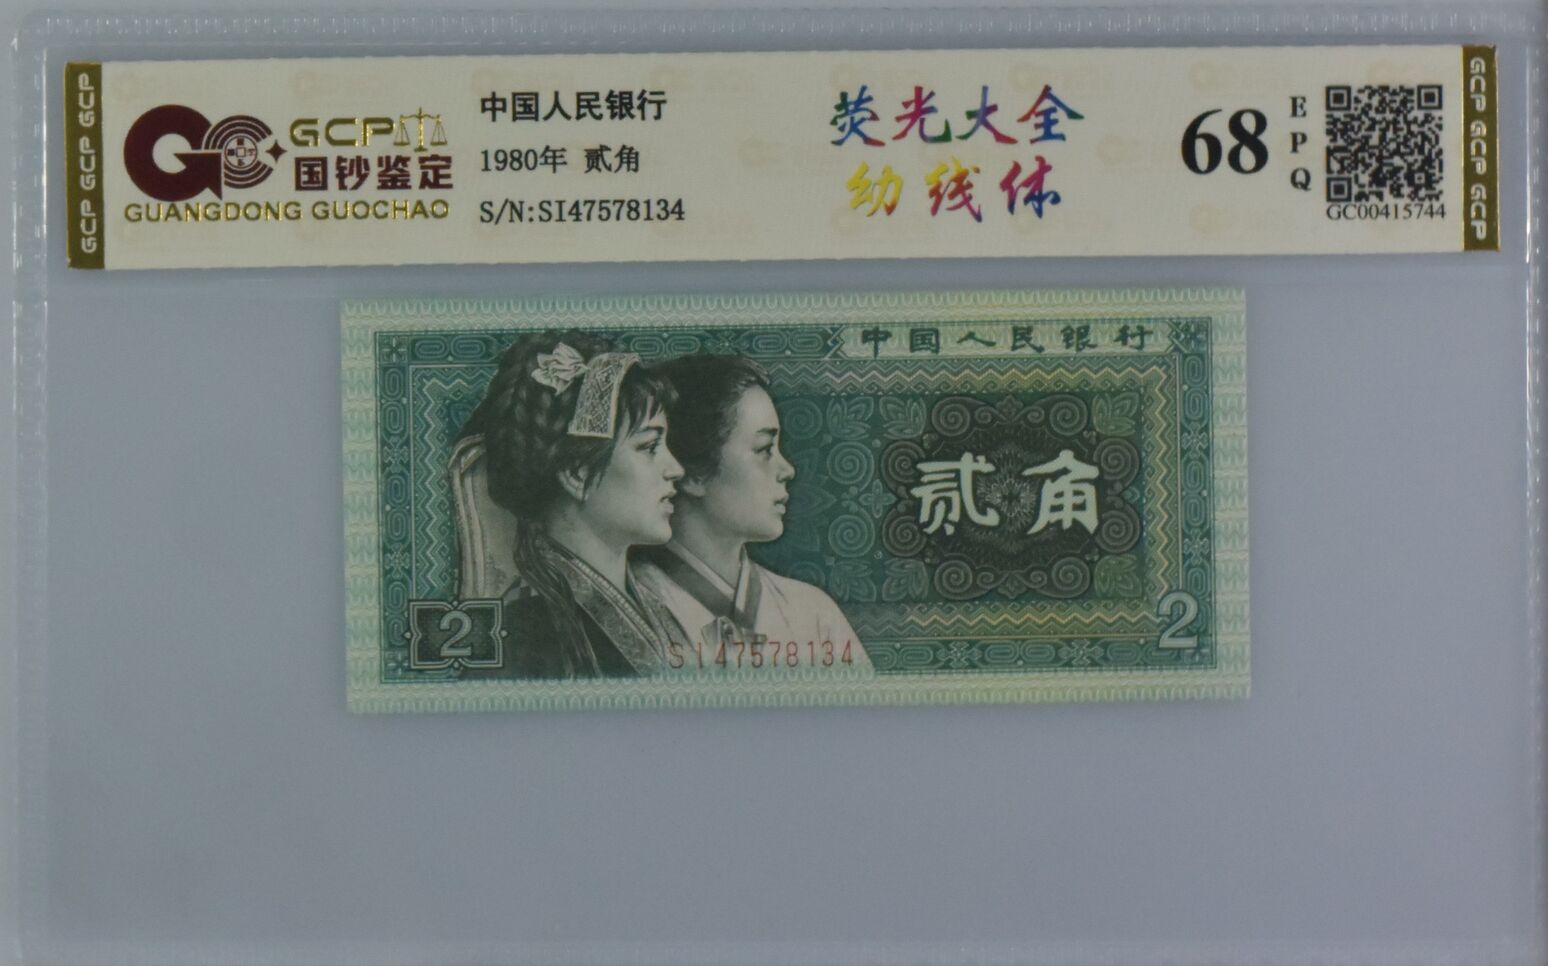 GCP GCP GCP
GCP
国钞鉴定
GUANGDONG GUOCHAO
中国人民银行
1980年 贰角
S/N:SI47578134
荧光大全
幼线体
68
EPQ
GC00415744
GCP GCP GCP
中国人民银行
贰角
2
2
SI47578134